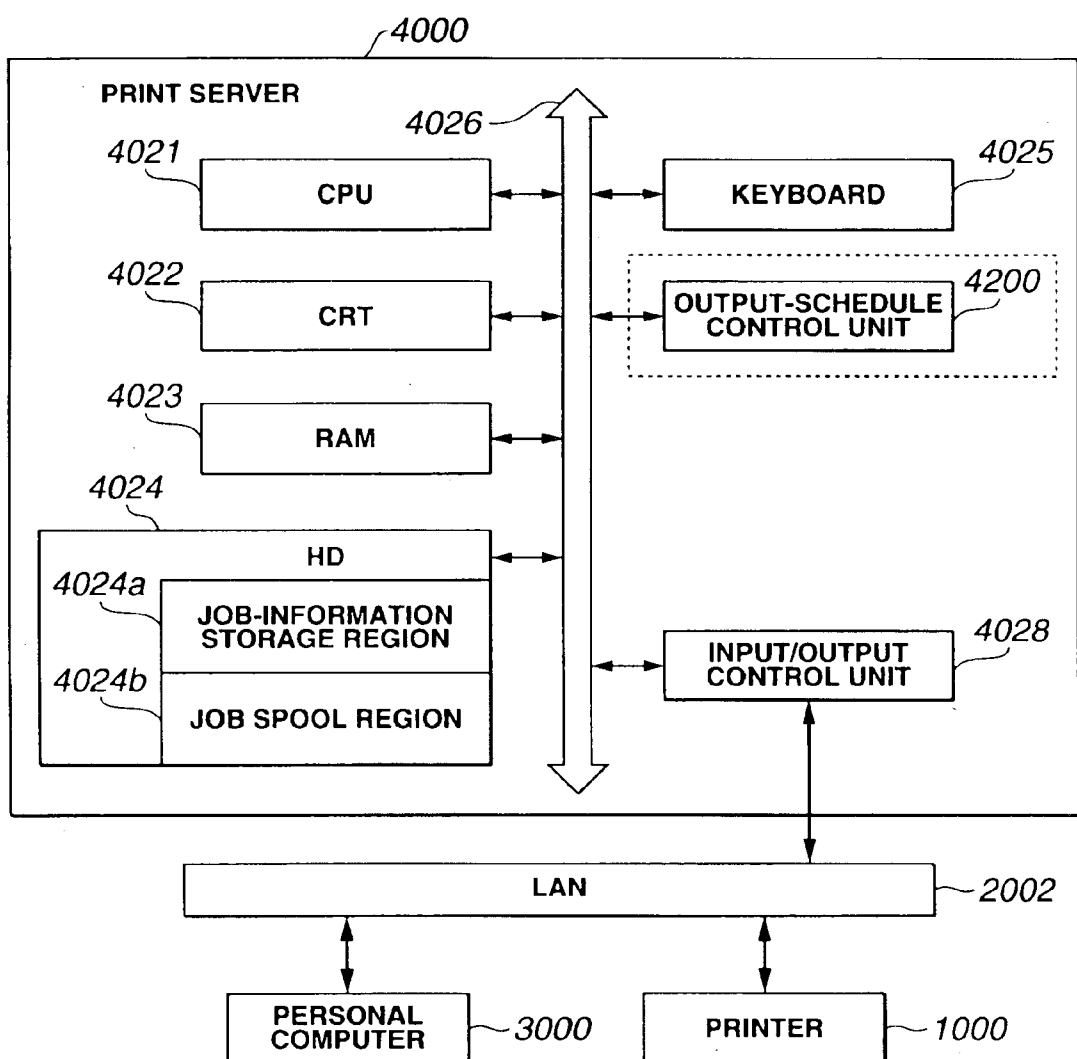 4000
PRINT SERVER
4026
4021
CPU
4025
KEYBOARD
4022
CRT
4200
OUTPUT-SCHEDULE
CONTROL UNIT
4023
RAM
4024
HD
4024a
JOB-INFORMATION
STORAGE REGION
4024b
JOB SPOOL REGION
4028
INPUT/OUTPUT
CONTROL UNIT
LAN
2002
PERSONAL
COMPUTER
3000
PRINTER
1000